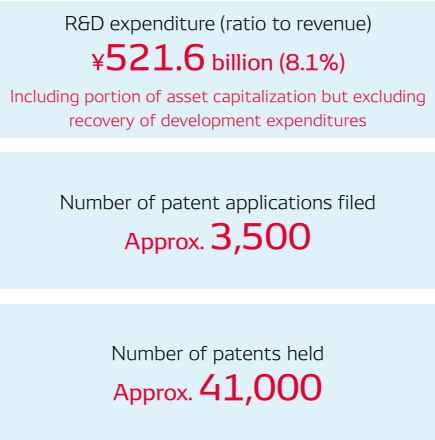 R&D expenditure (ratio to revenue)
¥521.6 billion (8.1%)
Including portion of asset capitalization but excluding
recovery of development expenditures
Number of patent applications filed
Approx. 3,500
Number of patents held
Approx. 41,000